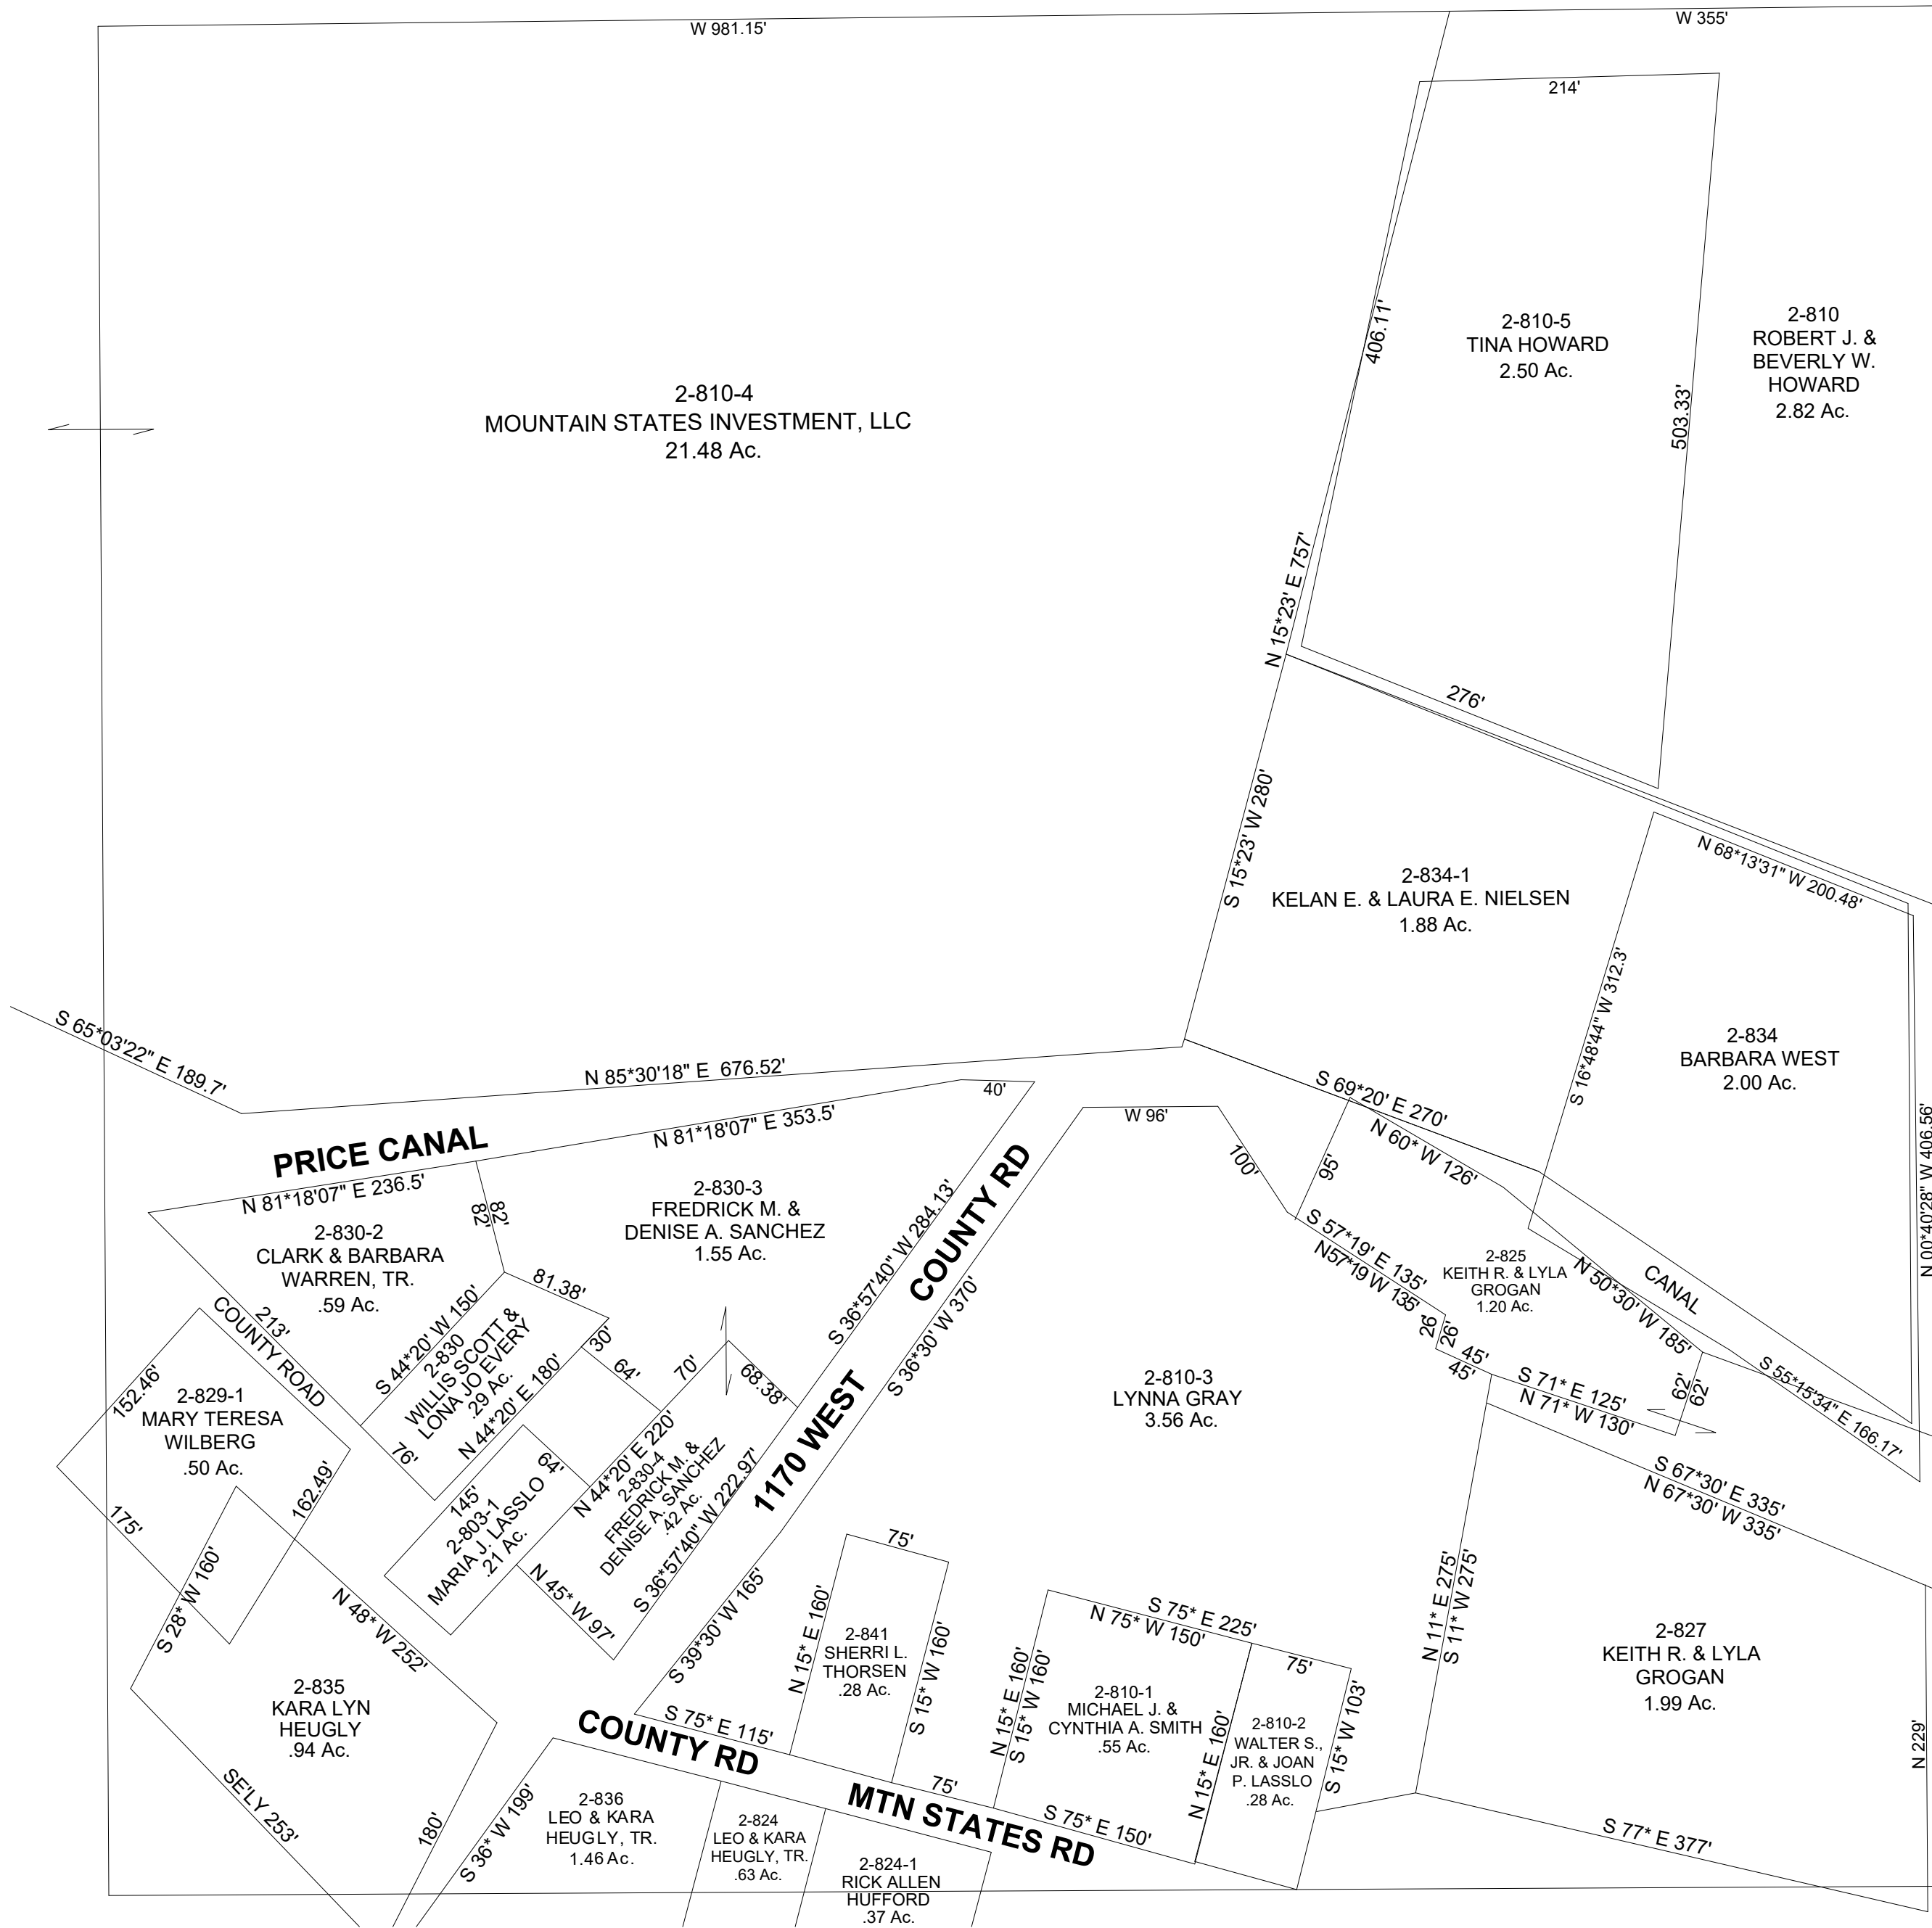 W 981.15'
W 355'
214'
406.11'
2-810-5
TINA HOWARD
2.50 Ac.
2-810
ROBERT J. &
BEVERLY W.
HOWARD
2.82 Ac.
503.33'
2-810-4
MOUNTAIN STATES INVESTMENT, LLC
21.48 Ac.
N 15*23' E 757'
276'
S 15*23' W 280'
2-834-1
KELAN E. & LAURA E. NIELSEN
1.88 Ac.
N 68*13'31" W 200.48'
S 16*48'44" W 312.3'
2-834
BARBARA WEST
2.00 Ac.
N 00*40'28" W 406.56'
S 65*03'22" E 189.7'
N 85*30'18" E 676.52'
S 69*20' E 270'
N 60* W 126'
40'
W 96'
100'
95'
PRICE CANAL
N 81*18'07" E 353.5'
N 81*18'07" E 236.5'
82'
82'
2-830-3
FREDRICK M. &
DENISE A. SANCHEZ
1.55 Ac.
2-830-2
CLARK & BARBARA
WARREN, TR.
.59 Ac.
S 36*57'40" W 284.13'
COUNTY RD
S 36*30' W 370'
1170 WEST
S 57*19' E 135'
N57*19 W 135'
26'
26'
45'
45'
2-825
KEITH R. & LYLA
GROGAN
1.20 Ac.
N 50*30' W 185'
CANAL
S 55*15'34" E 166.17'
62'
62'
S 71* E 125'
N 71* W 130'
S 67*30' E 335'
N 67*30' W 335'
81.38'
213'
COUNTY ROAD
S 44*20' W 150'
2-830
WILLIS SCOTT &
LONA JO EVERY
.29 Ac.
N 44*20' E 180'
30'
64'
70'
68.38'
76'
152.46'
2-829-1
MARY TERESA
WILBERG
.50 Ac.
162.49'
175'
64'
145'
2-803-1
MARIA J. LASSLO
.21 Ac.
N 44*20' E 220'
2-830-4
FREDRICK M. &
DENISE A. SANCHEZ
.42 Ac.
S 36*57'40" W 222.97'
N 45* W 97'
2-810-3
LYNNA GRAY
3.56 Ac.
S 28* W 160'
N 48* W 252'
2-835
KARA LYN
HEUGLY
.94 Ac.
SE'LY 253'
180'
S 39*30' W 165'
S 75* E 115'
COUNTY RD
MTN STATES RD
75'
N 15* E 160'
2-841
SHERRI L.
THORSEN
.28 Ac.
S 15* W 160'
75'
N 15* E 160'
S 15* W 160'
S 75* E 225'
N 75* W 150'
2-810-1
MICHAEL J. &
CYNTHIA A. SMITH
.55 Ac.
S 75* E 150'
N 15* E 160'
75'
2-810-2
WALTER S.,
JR. & JOAN
P. LASSLO
.28 Ac.
S 15* W 103'
N 11* E 275'
S 11* W 275'
2-827
KEITH R. & LYLA
GROGAN
1.99 Ac.
N 229'
S 77* E 377'
S 36* W 199'
2-836
LEO & KARA
HEUGLY, TR.
1.46 Ac.
2-824
LEO & KARA
HEUGLY, TR.
.63 Ac.
2-824-1
RICK ALLEN
HUFFORD
.37 Ac.